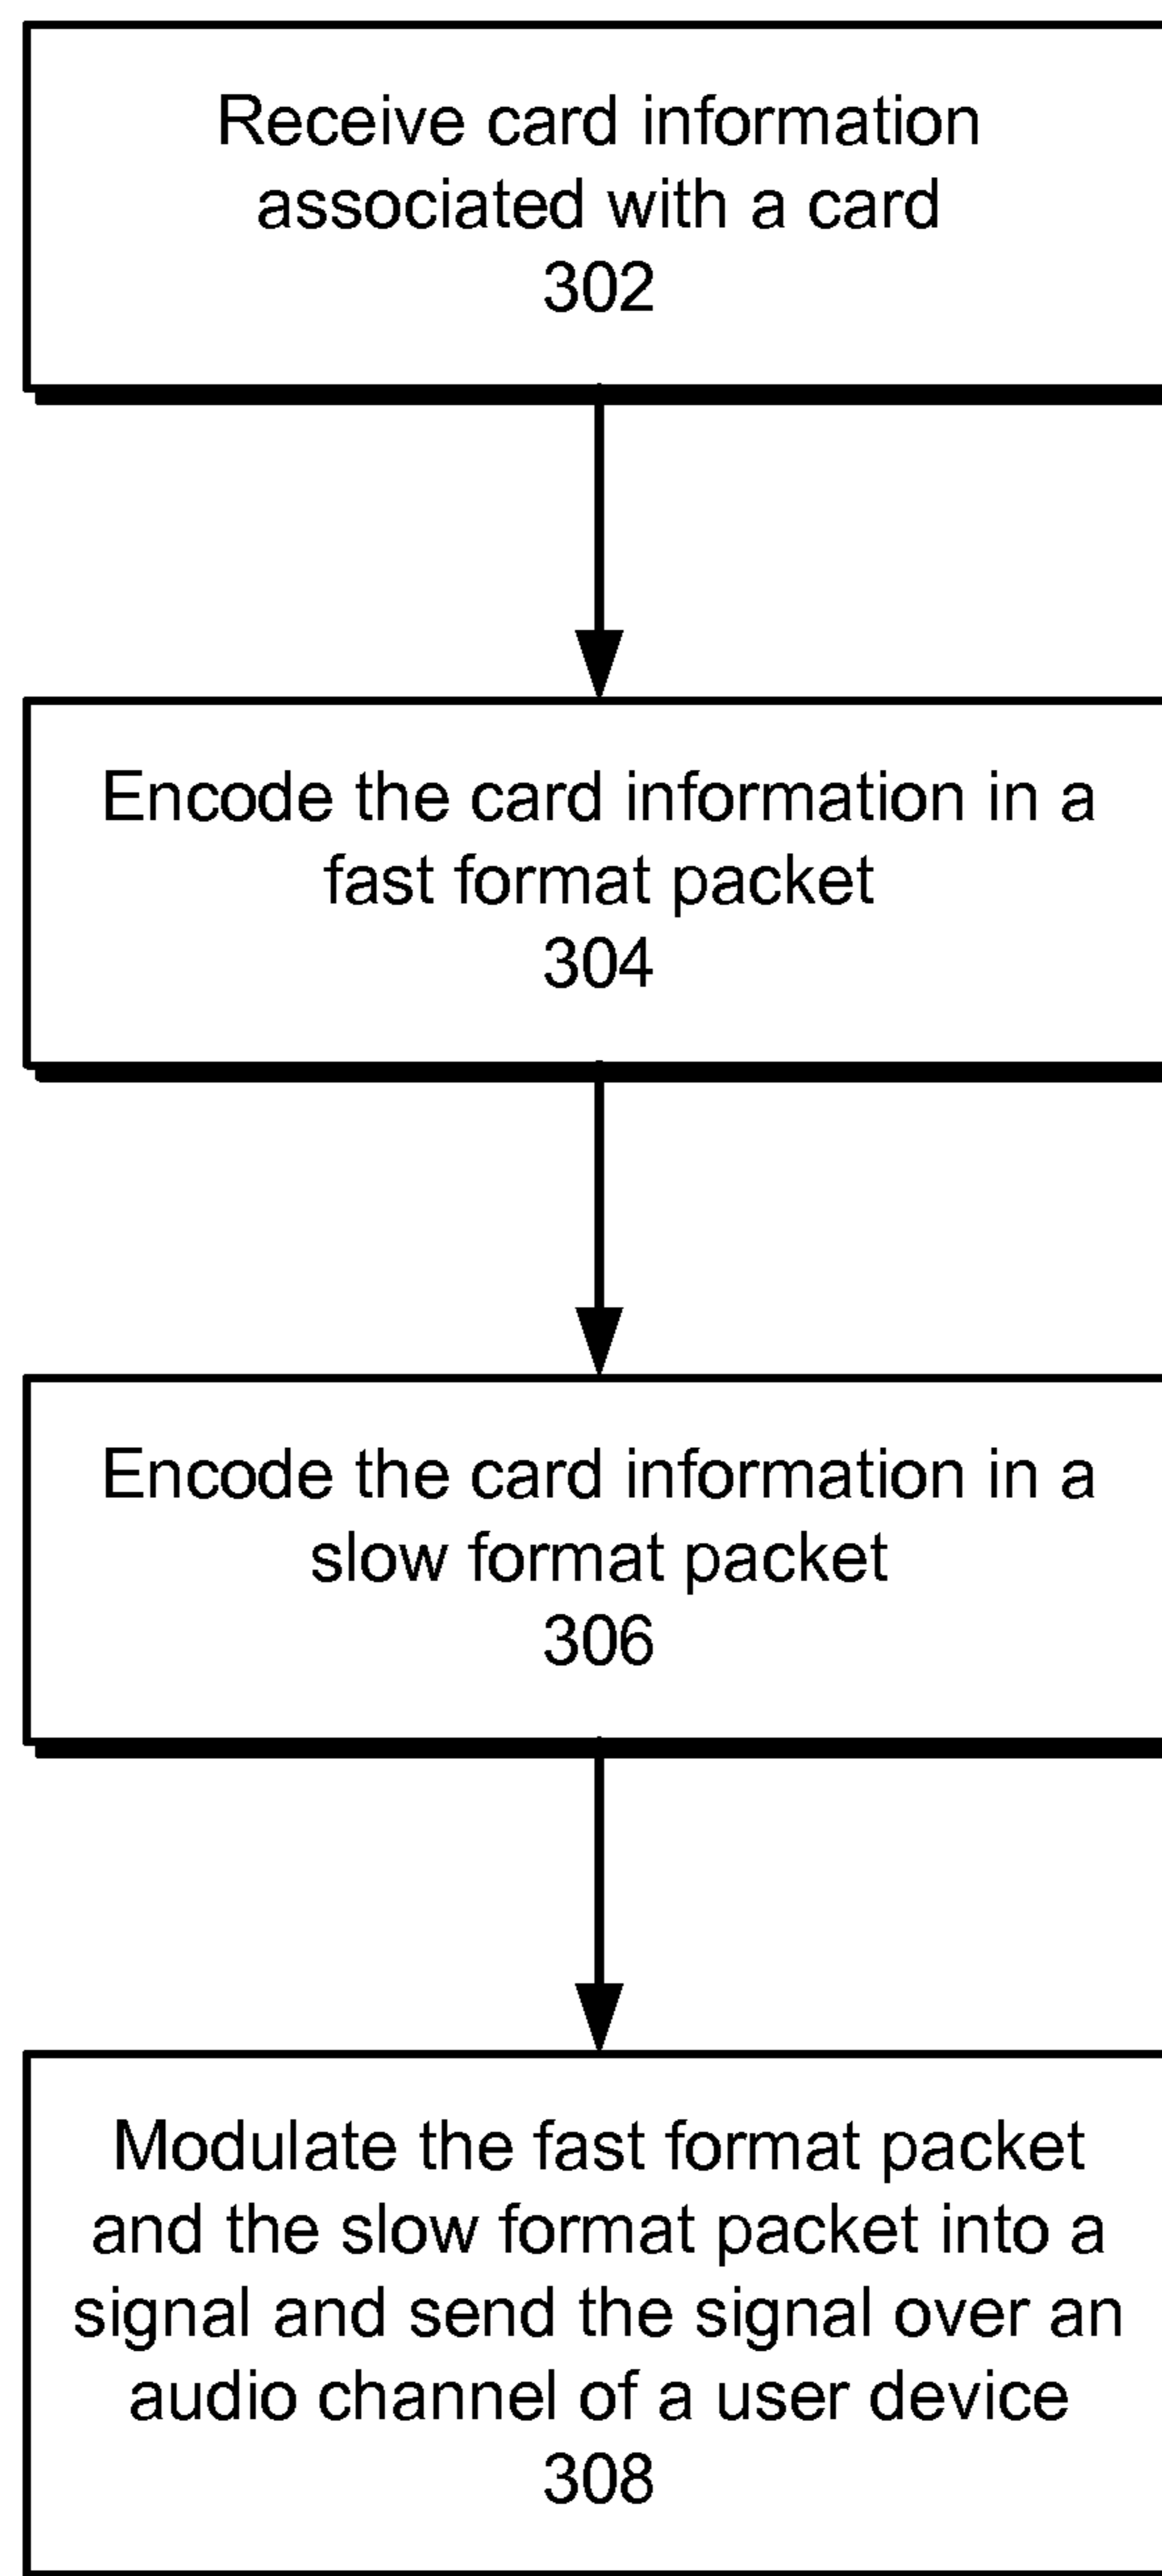 Receive card information
associated with a card
302
Encode the card information in a
fast format packet
304
Encode the card information in a
slow format packet
306
Modulate the fast format packet
and the slow format packet into a
signal and send the signal over an
audio channel of a user device
308